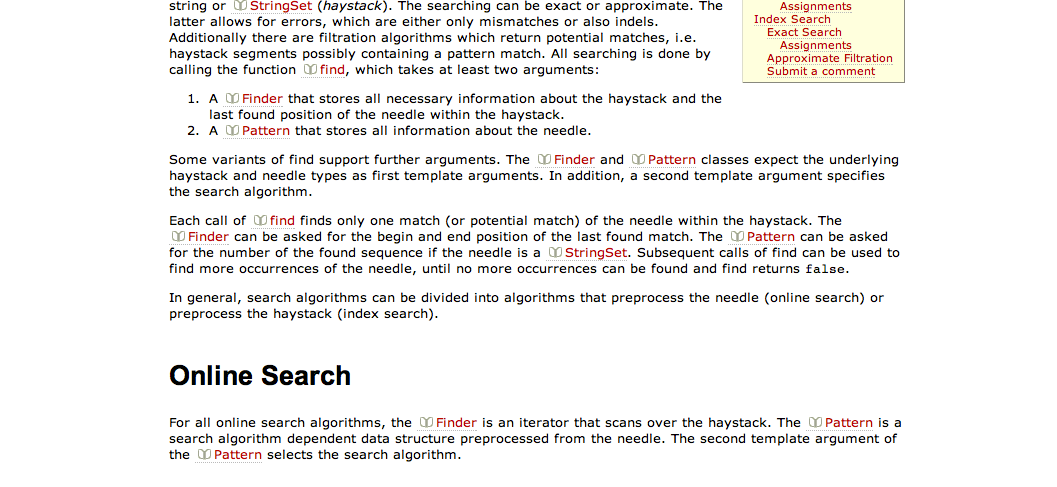 string or StringSet (haystack). The searching can be exact or approximate. The
latter allows for errors, which are either only mismatches or also indels.
Additionally there are filtration algorithms which return potential matches, i.e.
haystack segments possibly containing a pattern match. All searching is done by
calling the function find, which takes at least two arguments:
1. A Finder that stores all necessary information about the haystack and the
last found position of the needle within the haystack.
2. A Pattern that stores all information about the needle.
Assignments
Index Search
Exact Search
Assignments
Approximate Filtration
Submit a comment
Some variants of find support further arguments. The Finder and Pattern classes expect the underlying
haystack and needle types as first template arguments. In addition, a second template argument specifies
the search algorithm.
Each call of find finds only one match (or potential match) of the needle within the haystack. The
Finder can be asked for the begin and end position of the last found match. The Pattern can be asked
for the number of the found sequence if the needle is a StringSet. Subsequent calls of find can be used to
find more occurrences of the needle, until no more occurrences can be found and find returns false.
In general, search algorithms can be divided into algorithms that preprocess the needle (online search) or
preprocess the haystack (index search).
Online Search
For all online search algorithms, the Finder is an iterator that scans over the haystack. The Pattern is a
search algorithm dependent data structure preprocessed from the needle. The second template argument of
the Pattern selects the search algorithm.